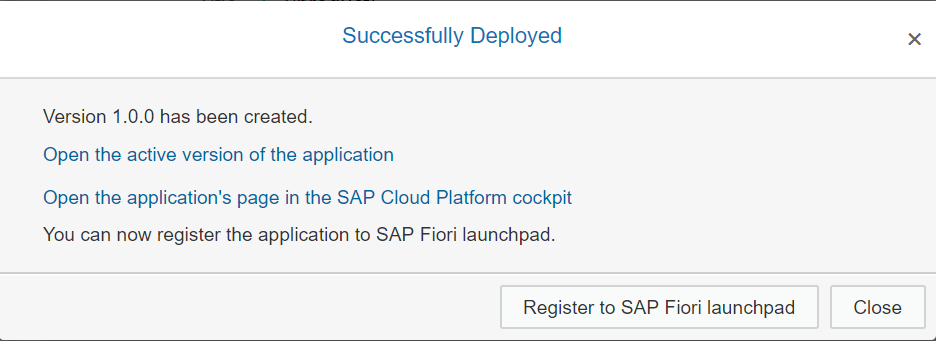 Successfully Deployed
×
Version 1.0.0 has been created.
Open the active version of the application
Open the application's page in the SAP Cloud Platform cockpit
You can now register the application to SAP Fiori launchpad.
Register to SAP Fiori launchpad
Close